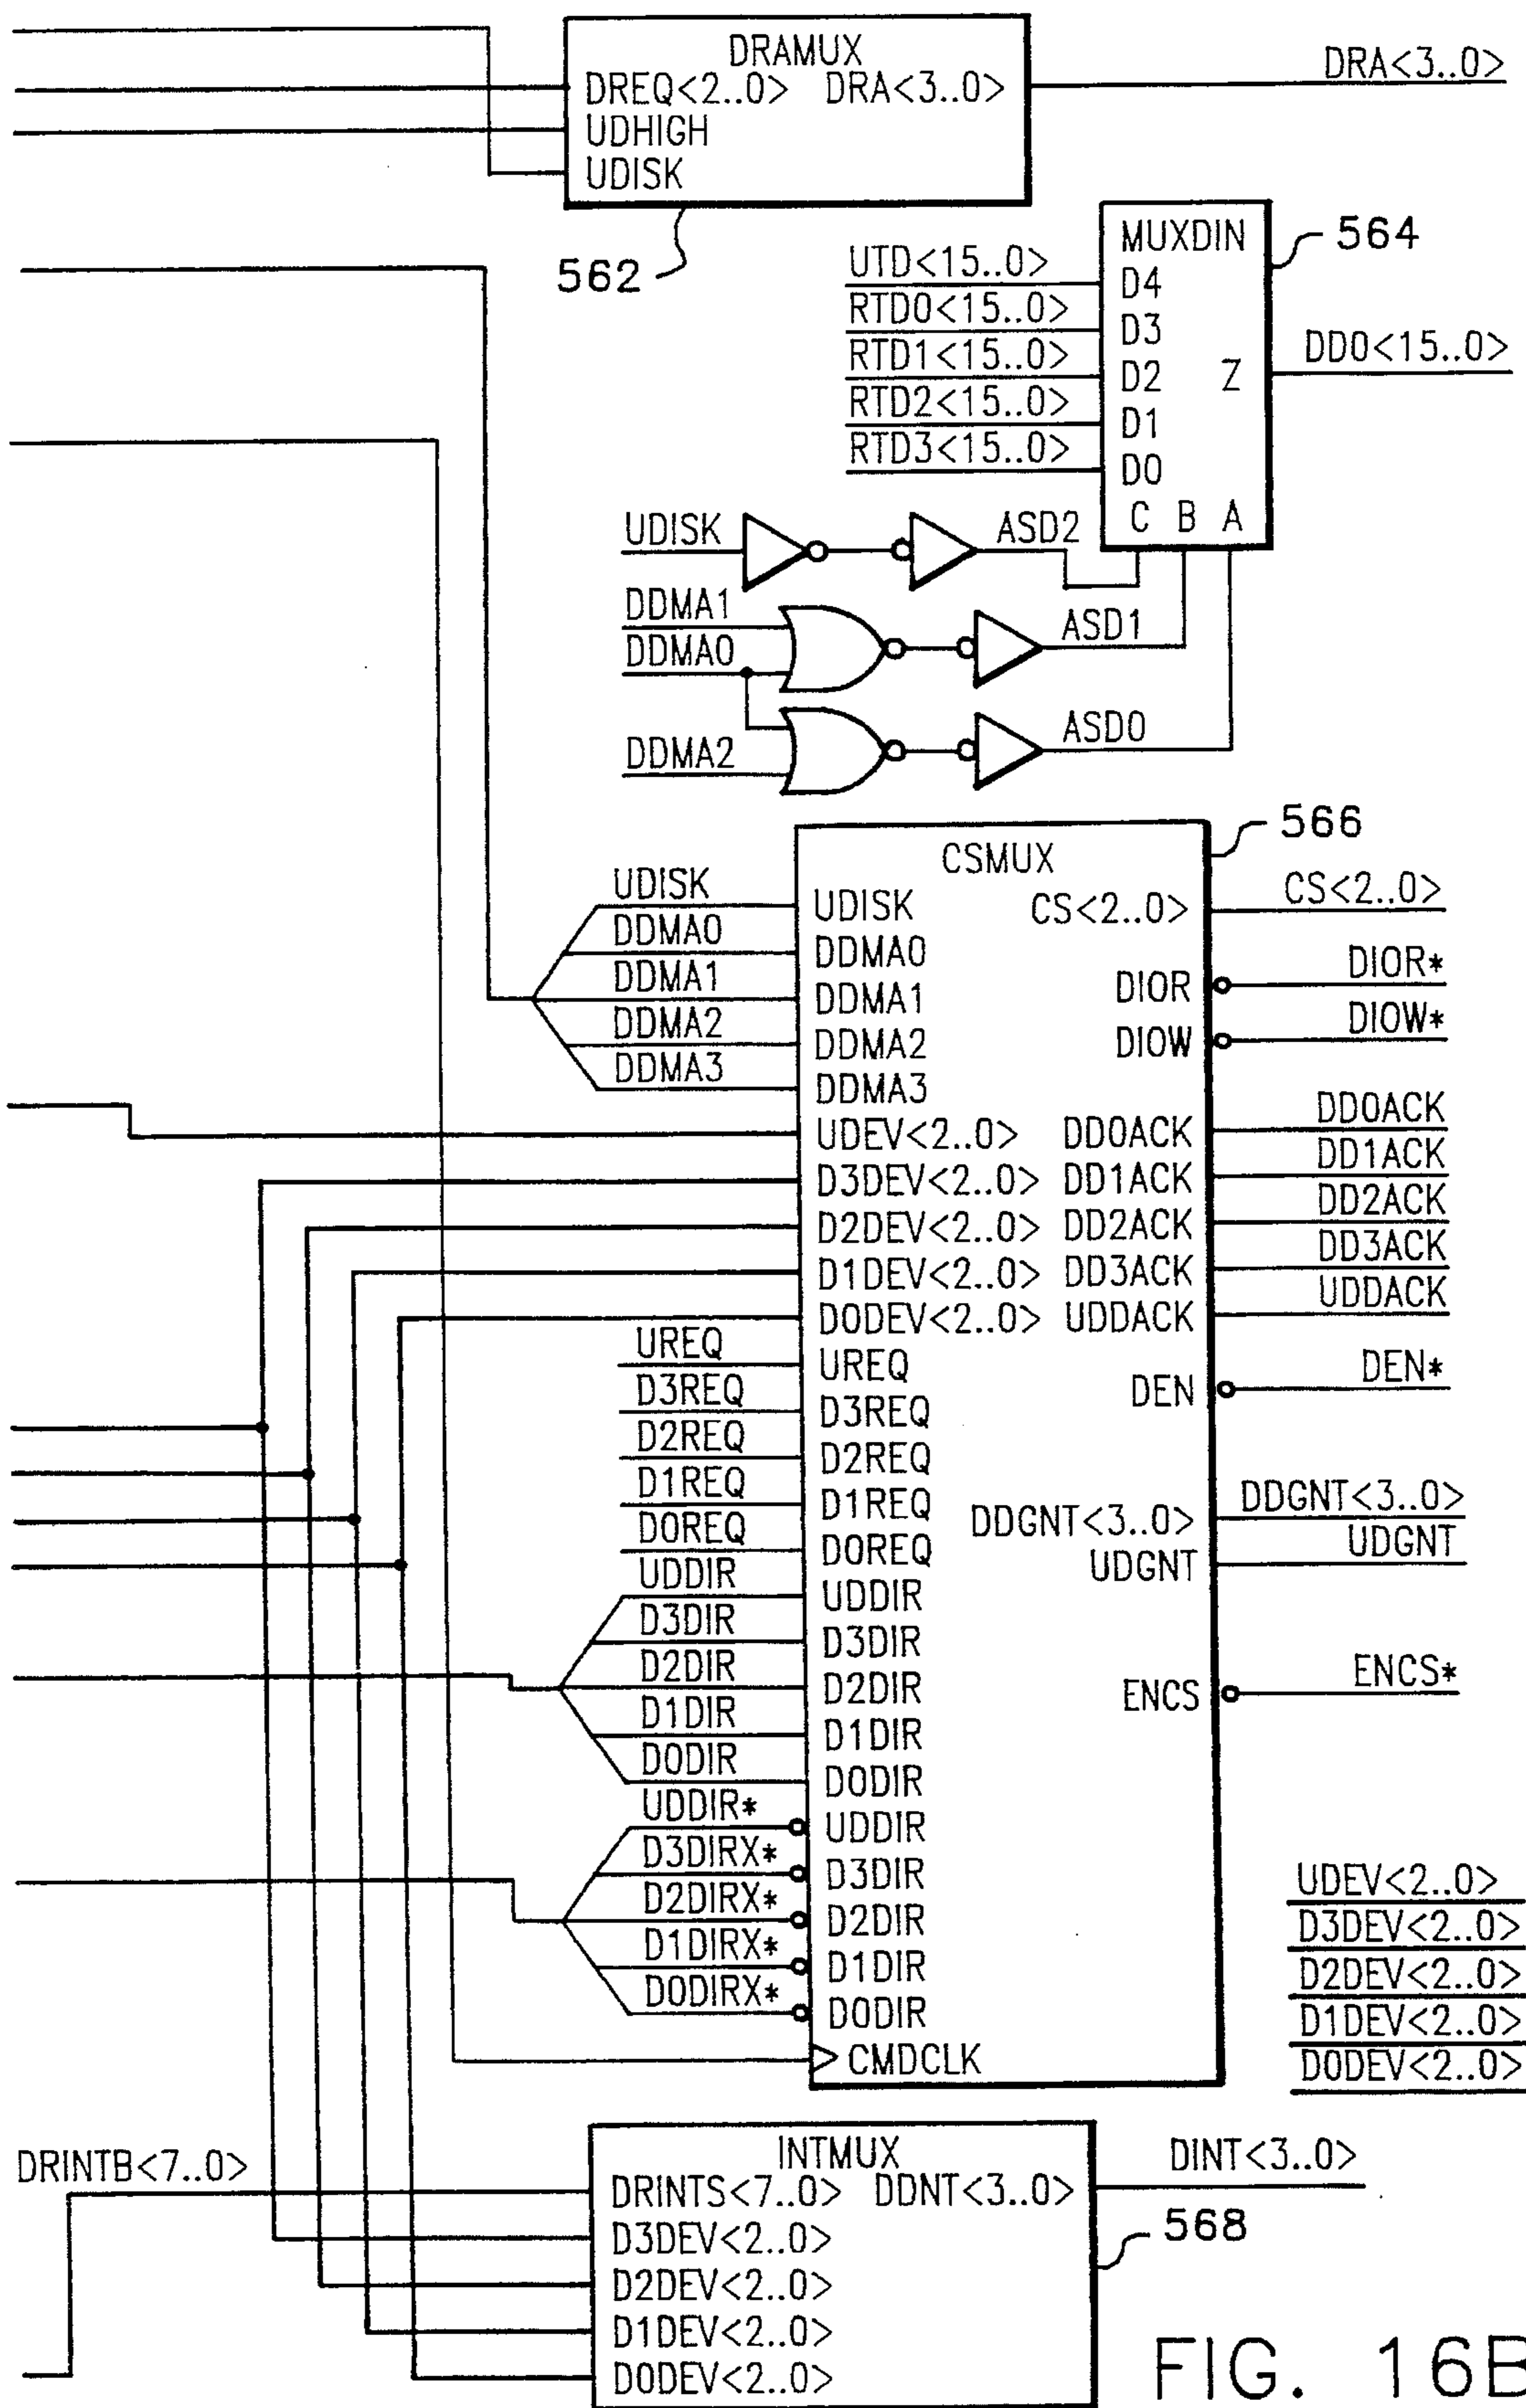 DRAMUX
DREQ<2..0> DRA<3..0>
UDHIGH
UDISK
DRA<3..0>
562
MUXDIN
564
UTD<15..0>
D4
RTD0<15..0>
D3
RTD1<15..0>
D2 Z
DD0<15..0>
RTD2<15..0>
D1
RTD3<15..0>
D0
C B A
UDISK
ASD2
DDMA1
ASD1
DDMA0
ASD0
DDMA2
566
CSMUX
UDISK
UDISK CS<2..0>
CS<2..0>
DDMA0
DDMA0
DDMA1
DDMA1 DIOR
DIOR*
DDMA2
DDMA2 DIOW
DIOW*
DDMA3
DDMA3
UDEV<2..0> DD0ACK
DD0ACK
D3DEV<2..0> DD1ACK
DD1ACK
D2DEV<2..0> DD2ACK
DD2ACK
D1DEV<2..0> DD3ACK
DD3ACK
D0DEV<2..0> UDDACK
UDDACK
UREQ
UREQ
D3REQ
D3REQ
DEN
DEN*
D2REQ
D2REQ
D1REQ
D1REQ
DDGNT<3..0>
DDGNT<3..0>
D0REQ
D0REQ
UDGNT
UDGNT
UDDIR
UDDIR
D3DIR
D3DIR
D2DIR
D2DIR
ENCS
ENCS*
D1DIR
D1DIR
D0DIR
D0DIR
UDDIR*
UDDIR
D3DIRX*
D3DIR
D2DIRX*
D2DIR
D1DIRX*
D1DIR
D0DIRX*
D0DIR
CMDCLK
UDEV<2..0>
D3DEV<2..0>
D2DEV<2..0>
D1DEV<2..0>
D0DEV<2..0>
DRINTB<7..0>
INTMUX
DRINTS<7..0> DDNT<3..0>
DINT<3..0>
D3DEV<2..0>
568
D2DEV<2..0>
D1DEV<2..0>
D0DEV<2..0>
FIG. 16B